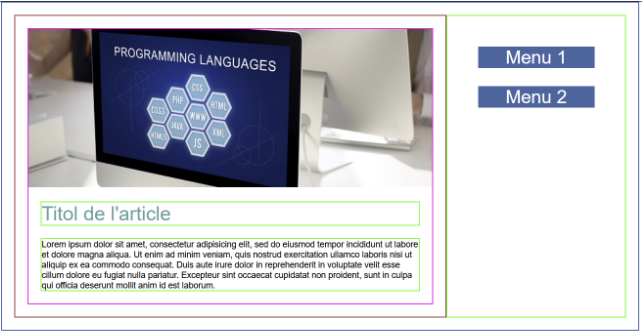 PROGRAMMING LANGUAGES
CSS
PHP
HTML
CSS3
WWW
JAVA
XML
HTML5
JS
Menu 1
Menu 2
Titol de l'article
Lorem ipsum dolor sit amet, consectetur adipisicing elit, sed do eiusmod tempor incididunt ut labore
et dolore magna aliqua. Ut enim ad minim veniam, quis nostrud exercitation ullamco laboris nisi ut
aliquip ex ea commodo consequat. Duis aute irure dolor in reprehenderit in voluptate velit esse
cillum dolore eu fugiat nulla pariatur. Excepteur sint occaecat cupidatat non proident, sunt in culpa
qui officia deserunt mollit anim id est laborum.